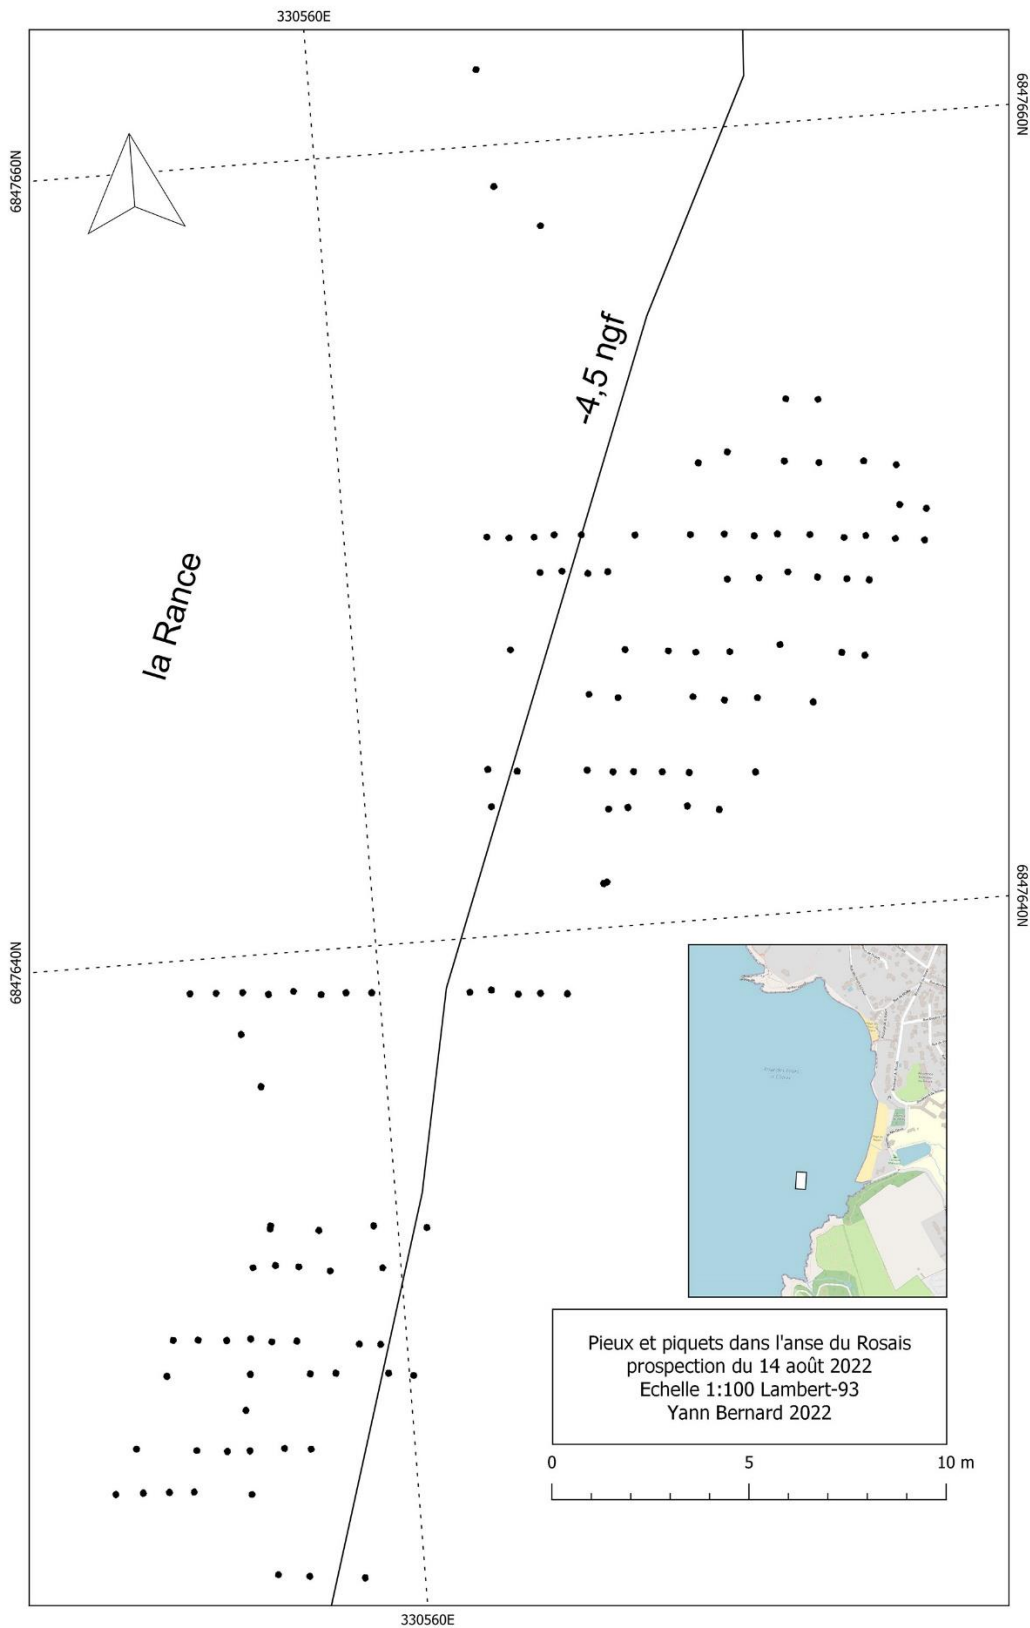 330560E
6847660N
6847660N
-4,5 ngf
la Rance
6847640N
6847640N
Pieux et piquets dans l'anse du Rosais
prospection du 14 août 2022
Echelle 1:100 Lambert-93
Yann Bernard 2022
0 5 10 m
330560E